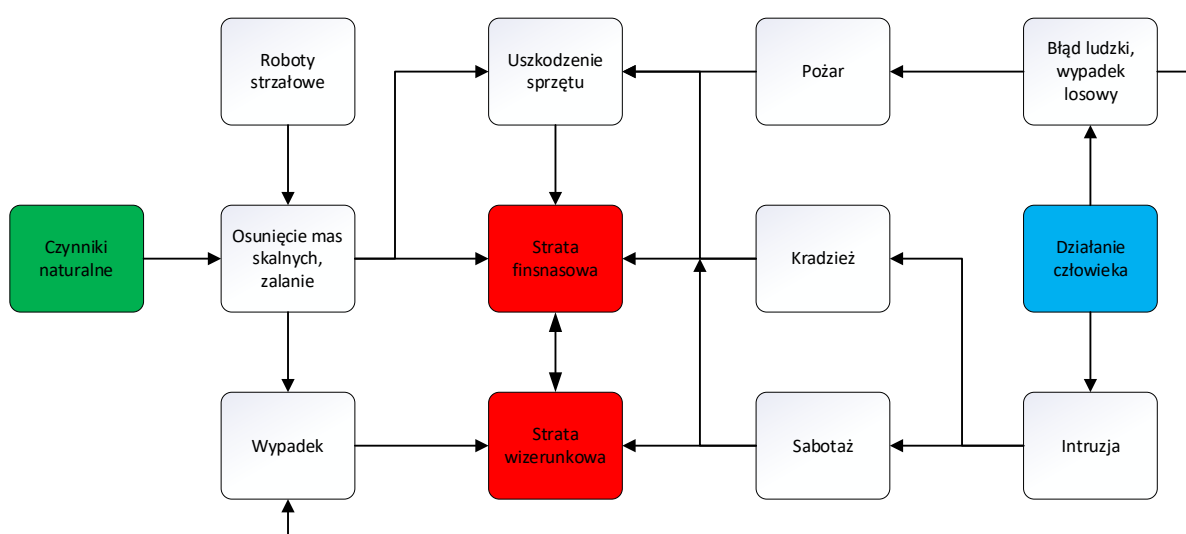 Roboty
strzałowe
Uszkodzenie
sprzętu
Pożar
Błąd ludzki,
wypadek
losowy
Czynniki
naturalne
Osunięcie mas
skalnych,
zalanie
Strata
finsnasowa
Kradzież
Działanie
człowieka
Wypadek
Strata
wizerunkowa
Sabotaż
Intruzja